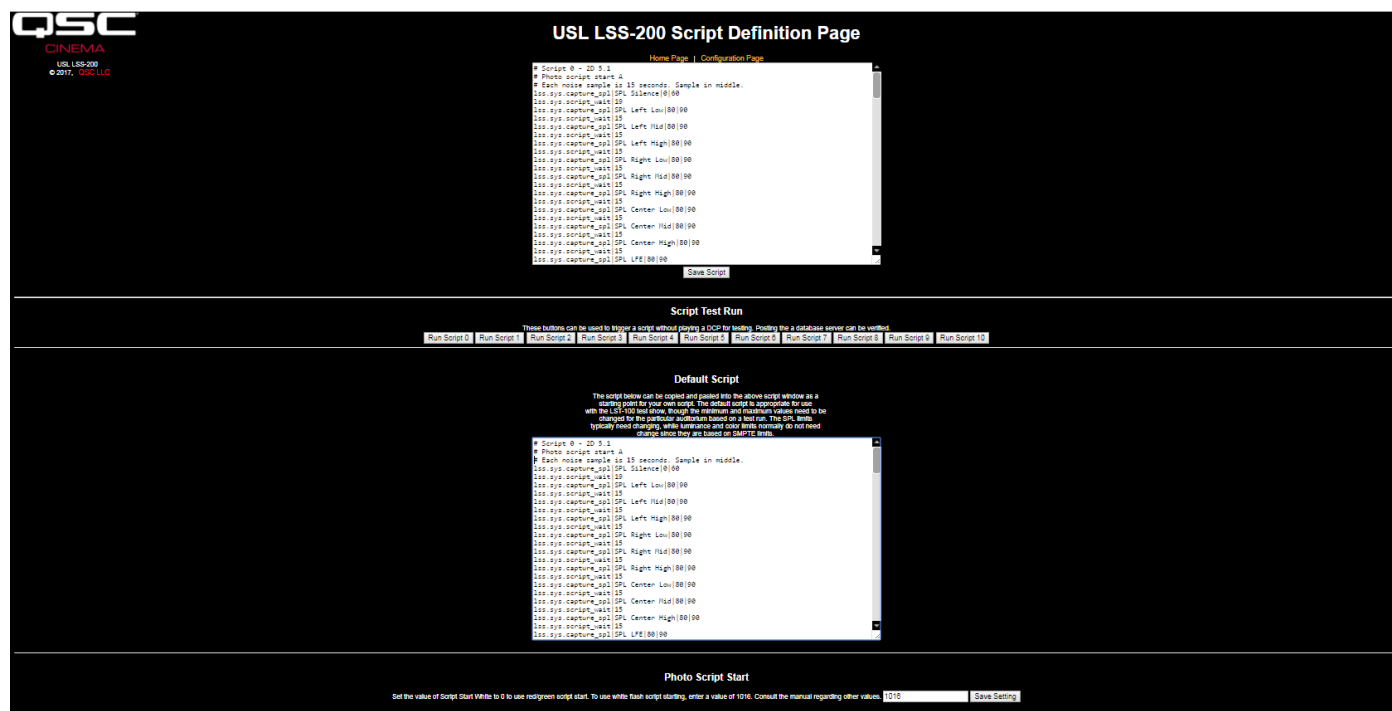 QSC
CINEMA
USL LSS-200
© 2017, QSC LLC
USL LSS-200 Script Definition Page
Home Page | Configuration Page
# Script 0 - 2D 5.1
# Photo script start A
# Each noise sample is 15 seconds. Sample in middle.
lss.sys.capture_spl|SPL Silence|0|60
lss.sys.script_wait|19
lss.sys.capture_spl|SPL Left Low|80|90
lss.sys.script_wait|15
lss.sys.capture_spl|SPL Left Mid|80|90
lss.sys.script_wait|15
lss.sys.capture_spl|SPL Left High|80|90
lss.sys.script_wait|15
lss.sys.capture_spl|SPL Right Low|80|90
lss.sys.script_wait|15
lss.sys.capture_spl|SPL Right Mid|80|90
lss.sys.script_wait|15
lss.sys.capture_spl|SPL Right High|80|90
lss.sys.script_wait|15
lss.sys.capture_spl|SPL Center Low|80|90
lss.sys.script_wait|15
lss.sys.capture_spl|SPL Center Mid|80|90
lss.sys.script_wait|15
lss.sys.capture_spl|SPL Center High|80|90
lss.sys.script_wait|15
lss.sys.capture_spl|SPL LFE|80|90
Save Script
Script Test Run
These buttons can be used to trigger a script without playing a DCP for testing. Posting the a database server can be verified.
Run Script 0 Run Script 1 Run Script 2 Run Script 3 Run Script 4 Run Script 5 Run Script 6 Run Script 7 Run Script 8 Run Script 9 Run Script 10
Default Script
The script below can be copied and pasted into the above script window as a
starting point for your own script. The default script is appropriate for use
with the LST-100 test show, though the minimum and maximum values need to be
changed for the particular auditorium based on a test run. The SPL limits
typically need changing, while luminance and color limits normally do not need
change since they are based on SMPTE limits.
# Script 0 - 2D 5.1
# Photo script start A
# Each noise sample is 15 seconds. Sample in middle.
lss.sys.capture_spl|SPL Silence|0|60
lss.sys.script_wait|19
lss.sys.capture_spl|SPL Left Low|80|90
lss.sys.script_wait|15
lss.sys.capture_spl|SPL Left Mid|80|90
lss.sys.script_wait|15
lss.sys.capture_spl|SPL Left High|80|90
lss.sys.script_wait|15
lss.sys.capture_spl|SPL Right Low|80|90
lss.sys.script_wait|15
lss.sys.capture_spl|SPL Right Mid|80|90
lss.sys.script_wait|15
lss.sys.capture_spl|SPL Right High|80|90
lss.sys.script_wait|15
lss.sys.capture_spl|SPL Center Low|80|90
lss.sys.script_wait|15
lss.sys.capture_spl|SPL Center Mid|80|90
lss.sys.script_wait|15
lss.sys.capture_spl|SPL Center High|80|90
lss.sys.script_wait|15
lss.sys.capture_spl|SPL LFE|80|90
Photo Script Start
Set the value of Script Start White to 0 to use red/green script start. To use white flash script starting, enter a value of 1016. Consult the manual regarding other values. 1016 Save Setting